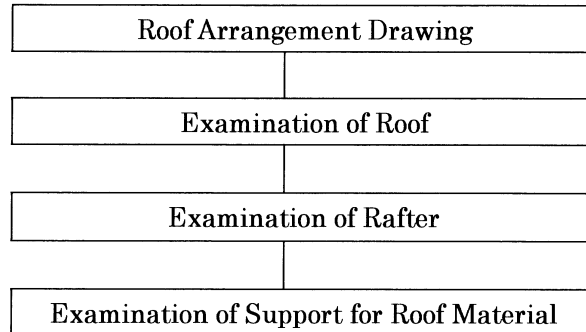 Roof Arrangement Drawing
Examination of Roof
Examination of Rafter
Examination of Support for Roof Material